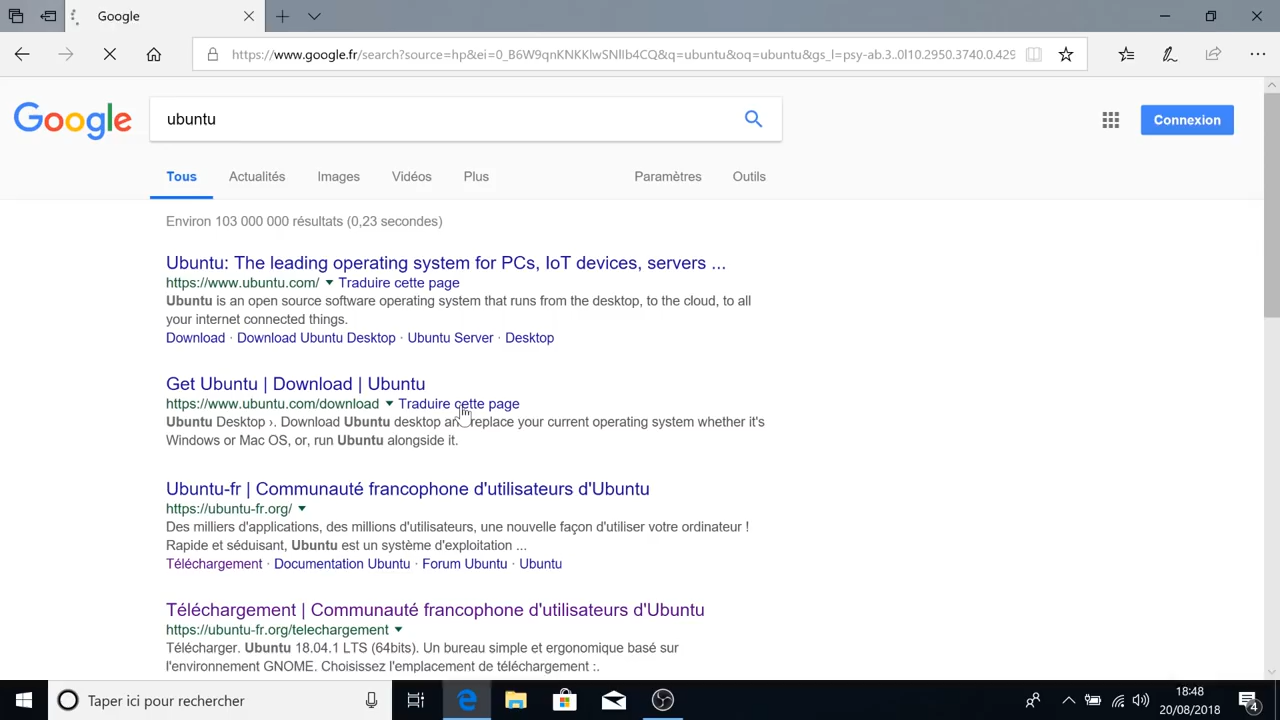 Google
https://www.google.fr/search?source=hp&ei=0_B6W9qnKNKKlwSNlIb4CQ&q=ubuntu&oq=ubuntu&gs_l=psy-ab.3..0l10.2950.3740.0.429
Google
ubuntu
Connexion
Tous Actualités Images Vidéos Plus Paramètres Outils
Environ 103 000 000 résultats (0,23 secondes)
Ubuntu: The leading operating system for PCs, IoT devices, servers ...
https://www.ubuntu.com/ Traduire cette page
Ubuntu is an open source software operating system that runs from the desktop, to the cloud, to all
your internet connected things.
Download · Download Ubuntu Desktop · Ubuntu Server · Desktop
Get Ubuntu | Download | Ubuntu
https://www.ubuntu.com/download Traduire cette page
Ubuntu Desktop ›. Download Ubuntu desktop and replace your current operating system whether it's
Windows or Mac OS, or, run Ubuntu alongside it.
Ubuntu-fr | Communauté francophone d'utilisateurs d'Ubuntu
https://ubuntu-fr.org/
Des milliers d'applications, des millions d'utilisateurs, une nouvelle façon d'utiliser votre ordinateur !
Rapide et séduisant, Ubuntu est un système d'exploitation ...
Téléchargement · Documentation Ubuntu · Forum Ubuntu · Ubuntu
Téléchargement | Communauté francophone d'utilisateurs d'Ubuntu
https://ubuntu-fr.org/telechargement
Télécharger. Ubuntu 18.04.1 LTS (64bits). Un bureau simple et ergonomique basé sur
l'environnement GNOME. Choisissez l'emplacement de téléchargement :.
Taper ici pour rechercher
18:48
20/08/2018
4